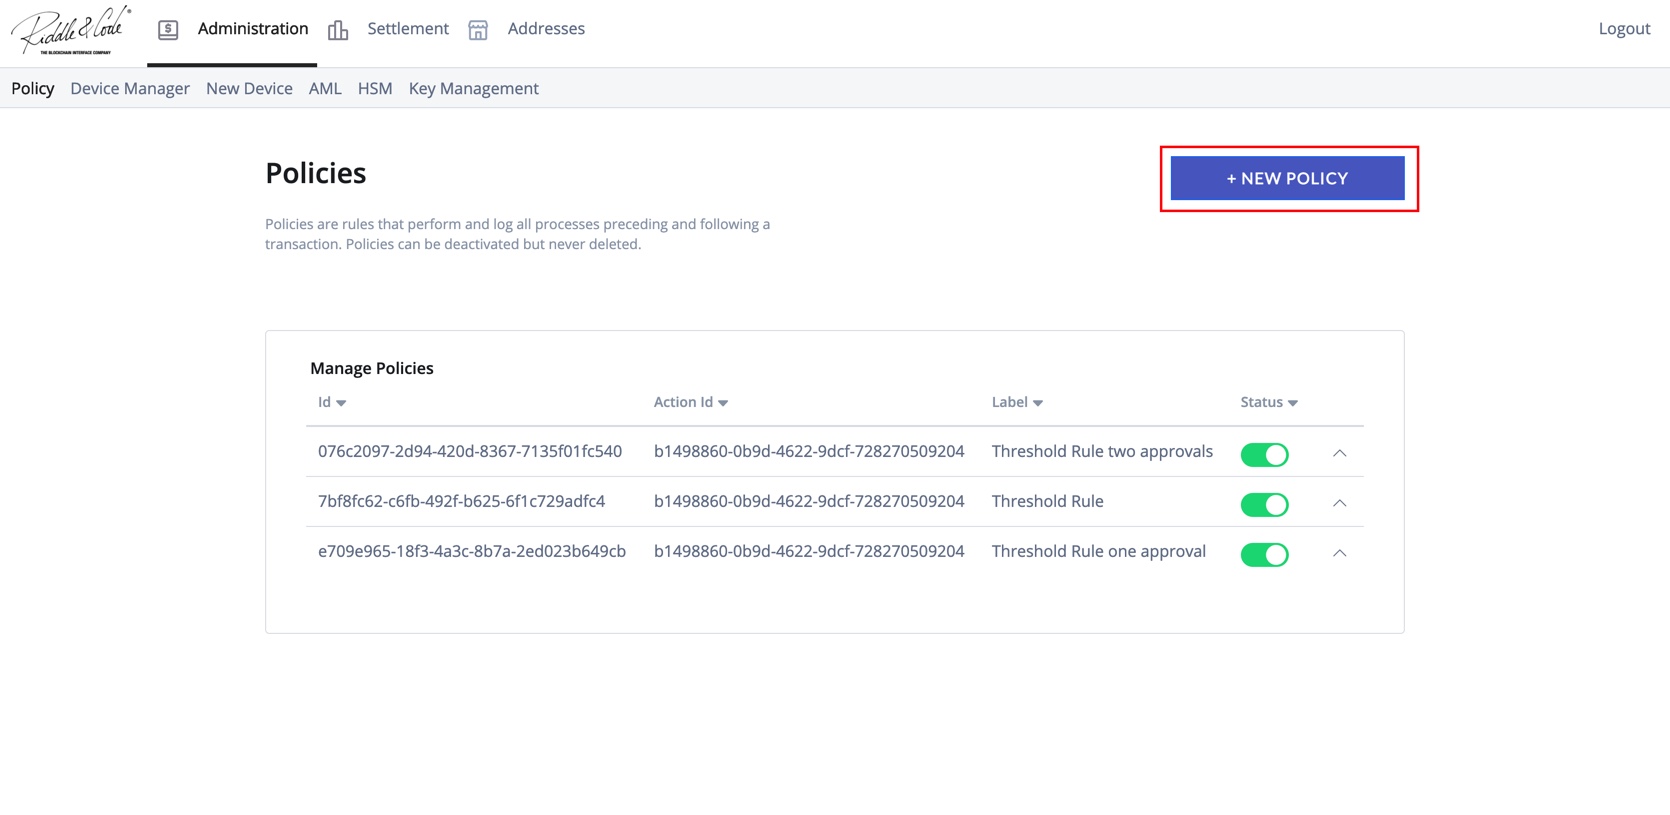 Riddle & Code ®
THE BLOCKCHAIN INTERFACE COMPANY
$ Administration Settlement Addresses Logout
Policy Device Manager New Device AML HSM Key Management
Policies
+ NEW POLICY
Policies are rules that perform and log all processes preceding and following a
transaction. Policies can be deactivated but never deleted.
Manage Policies
Id Action Id Label Status
076c2097-2d94-420d-8367-7135f01fc540 b1498860-0b9d-4622-9dcf-728270509204 Threshold Rule two approvals
7bf8fc62-c6fb-492f-b625-6f1c729adfc4 b1498860-0b9d-4622-9dcf-728270509204 Threshold Rule
e709e965-18f3-4a3c-8b7a-2ed023b649cb b1498860-0b9d-4622-9dcf-728270509204 Threshold Rule one approval